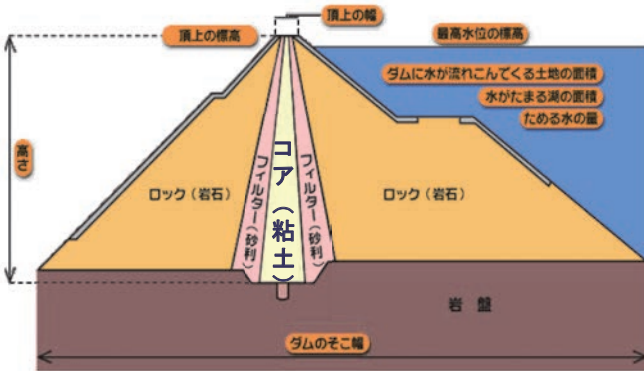 頂上の幅
頂上の標高
最高水位の標高
ダムに水が流れこんでくる土地の面積
水がたまる湖の面積
ためる水の量
高さ
ロック（岩石）
フィルター（砂利）
コア（粘土）
フィルター（砂利）
ロック（岩石）
岩盤
ダムのそこ幅